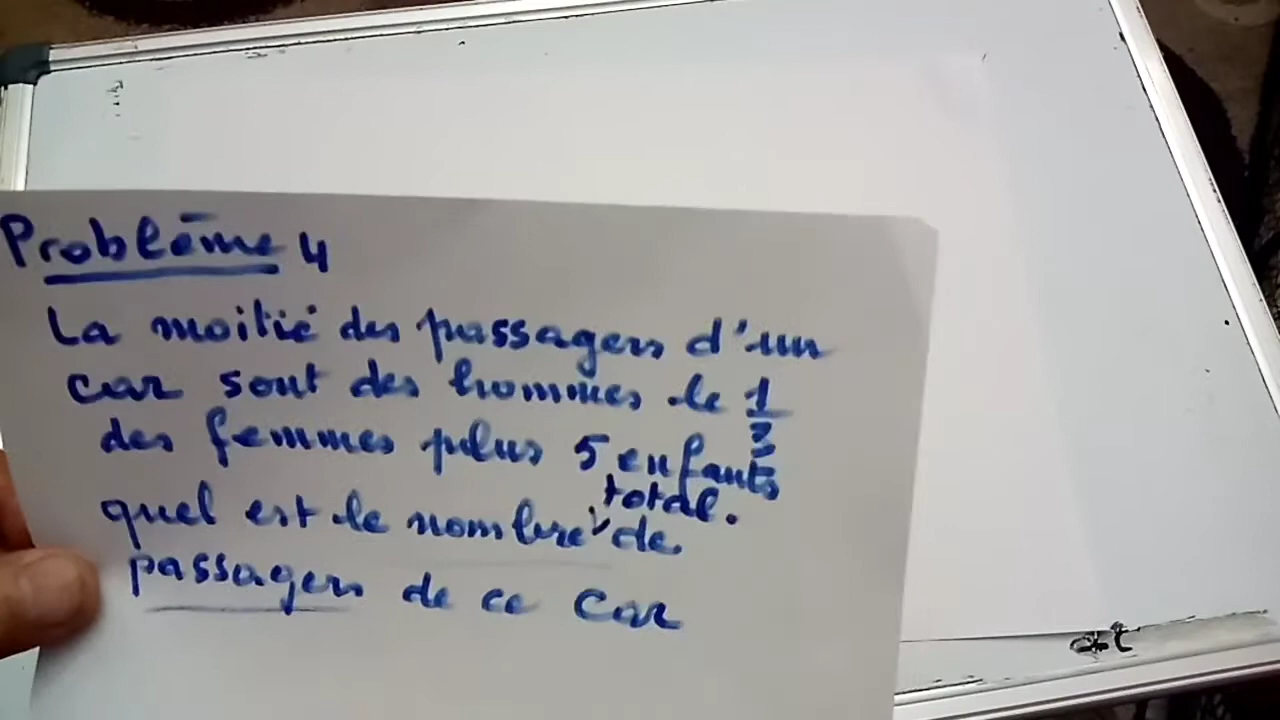 Problème 4
La moitié des passagers d'un
car sont des hommes le 1/3
des femmes plus 5 enfants
total.
quel est le nombre de
passagers de ce car